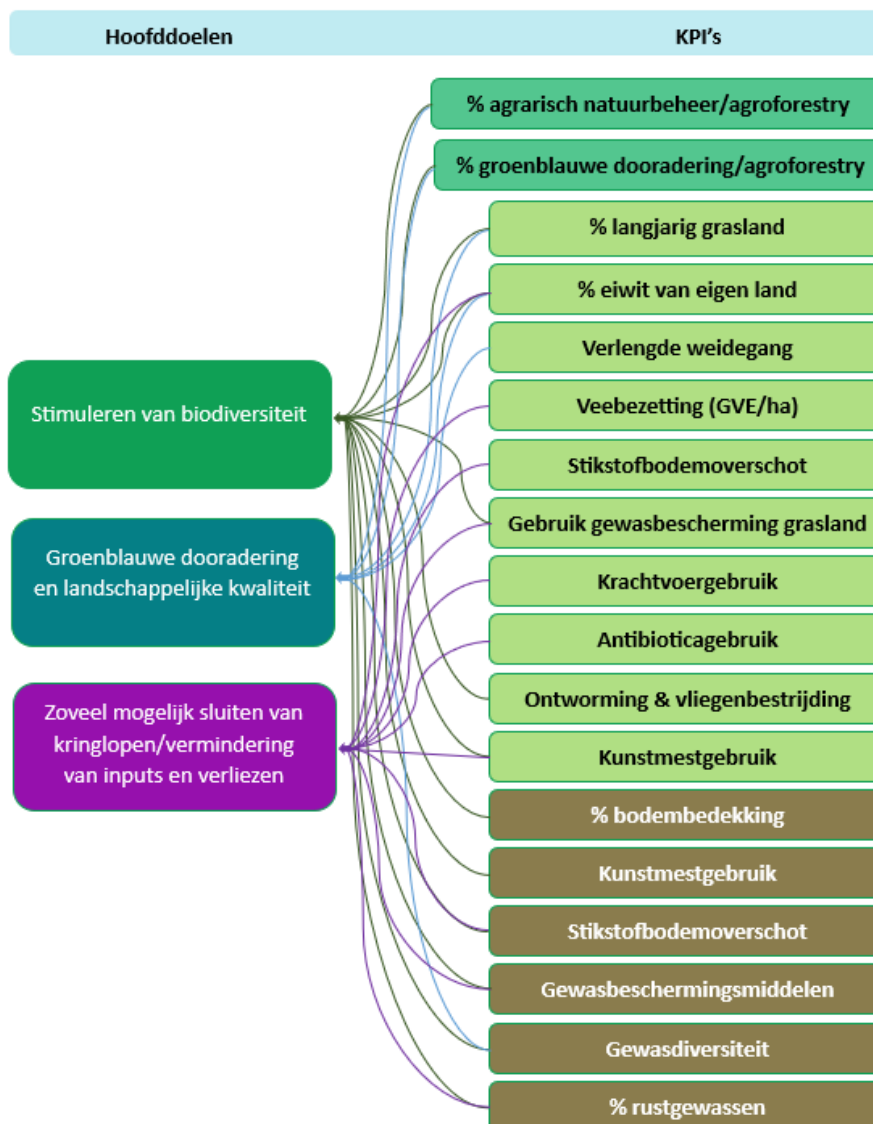 Hoofddoelen
KPI's
% agrarisch natuurbeheer/agroforestry
% groenblauwe dooradering/agroforestry
% langjarig grasland
% eiwit van eigen land
Verlengde weidegang
Veebezetting (GVE/ha)
Stikstofbodemoverschot
Gebruik gewasbescherming grasland
Krachtvoergebruik
Antibioticagebruik
Ontworming & vliegenbestrijding
Kunstmestgebruik
% bodembedekking
Kunstmestgebruik
Stikstofbodemoverschot
Gewasbeschermingsmiddelen
Gewasdiversiteit
% rustgewassen
Stimuleren van biodiversiteit
Groenblauwe dooradering
en landschappelijke kwaliteit
Zoveel mogelijk sluiten van
kringlopen/vermindering
van inputs en verliezen